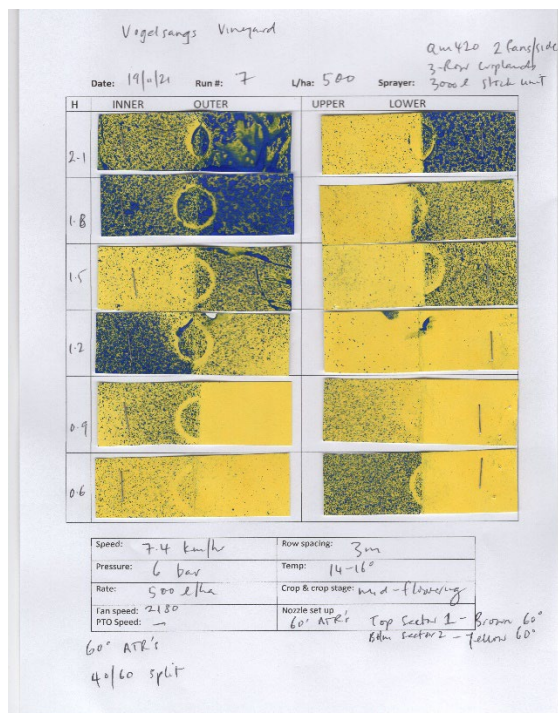 Vogelsangs Vineyard
Qm420 2 fans/side
3-Row Croplands
3000l stretch unit
Date: 19/10/21 Run #: 7 L/ha: 500 Sprayer:
H INNER OUTER UPPER LOWER
2.1
1.8
1.5
1.2
0.9
0.6
Speed: 7.4 km/hr Row spacing: 3m
Pressure: 6 bar Temp: 14-16°
Rate: 500 l/ha Crop & crop stage: mid-flowering
Fan speed: 2180 Nozzle set up
PTO Speed: — 60° ATR's Top Sector 1 - Brown 60°
Sector 2 - Yellow 60°
60° ATR's
40/60 split